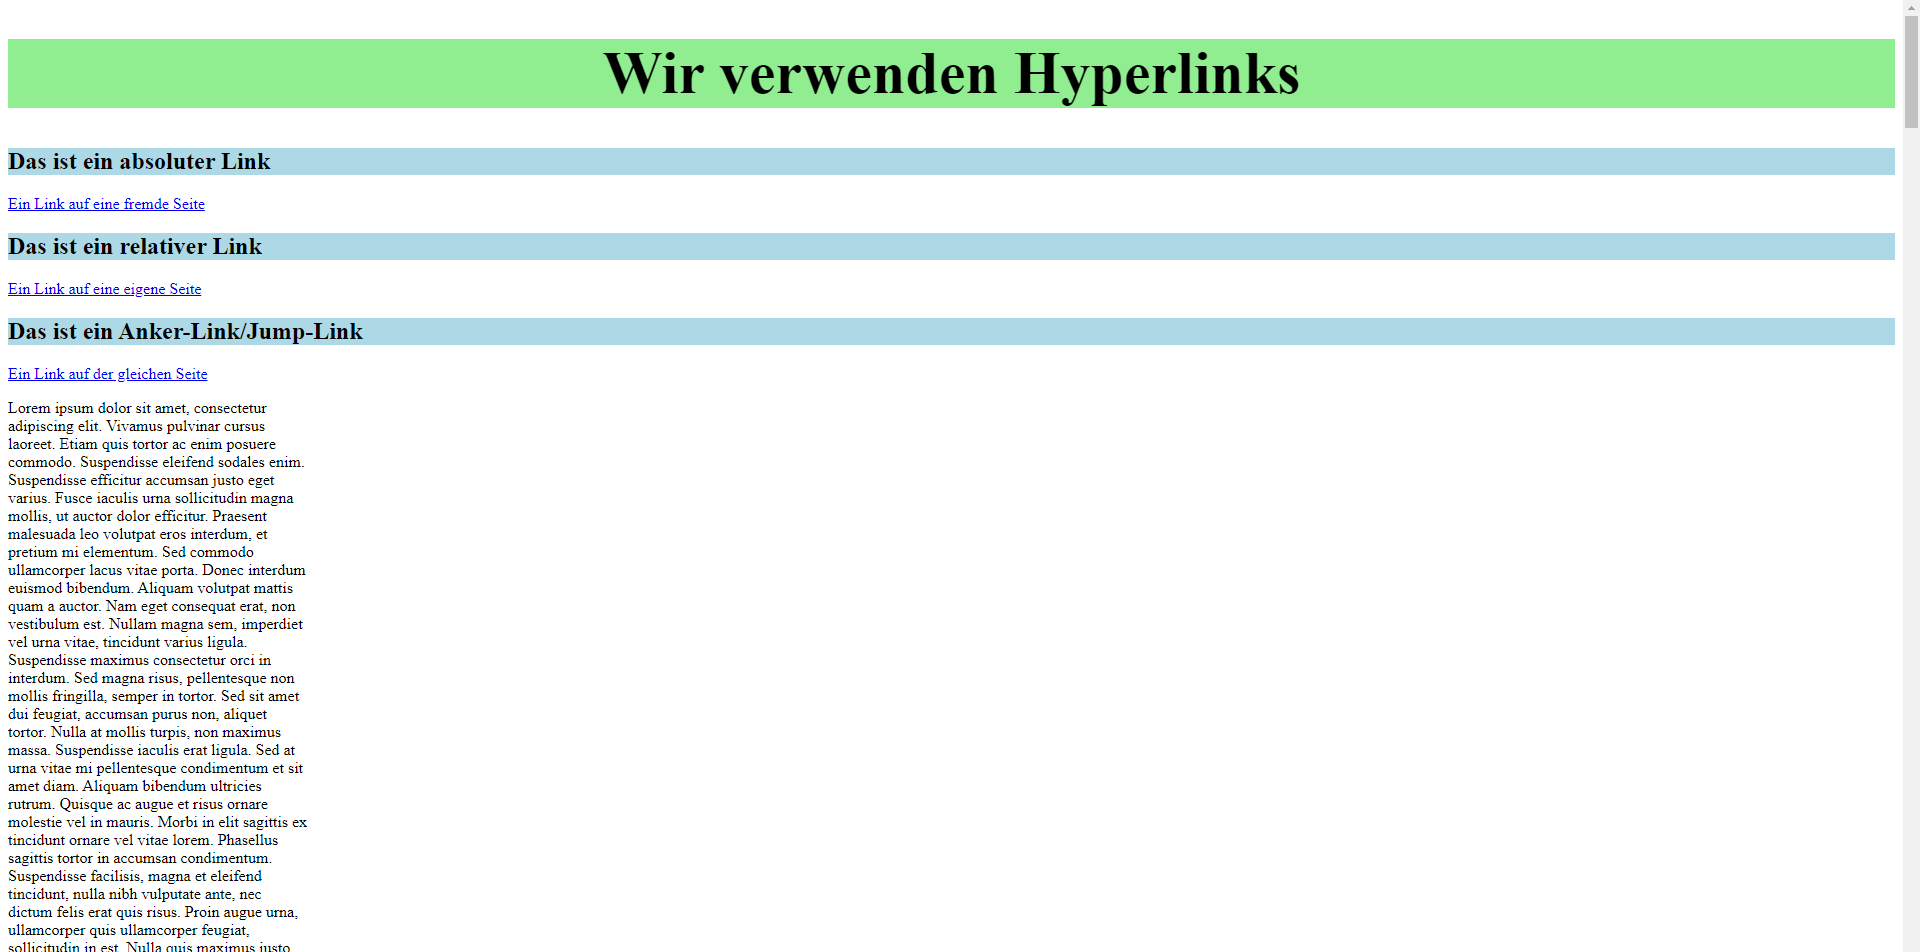 Wir verwenden Hyperlinks
Das ist ein absoluter Link
Ein Link auf eine fremde Seite
Das ist ein relativer Link
Ein Link auf eine eigene Seite
Das ist ein Anker-Link/Jump-Link
Ein Link auf der gleichen Seite
Lorem ipsum dolor sit amet, consectetur
adipiscing elit. Vivamus pulvinar cursus
laoreet. Etiam quis tortor ac enim posuere
commodo. Suspendisse eleifend sodales enim.
Suspendisse efficitur accumsan justo eget
varius. Fusce iaculis urna sollicitudin magna
mollis, ut auctor dolor efficitur. Praesent
malesuada leo volutpat eros interdum, et
pretium mi elementum. Sed commodo
ullamcorper lacus vitae porta. Donec interdum
euismod bibendum. Aliquam volutpat mattis
quam a auctor. Nam eget consequat erat, non
vestibulum est. Nullam magna sem, imperdiet
vel urna vitae, tincidunt varius ligula.
Suspendisse maximus consectetur orci in
interdum. Sed magna risus, pellentesque non
mollis fringilla, semper in tortor. Sed sit amet
dui feugiat, accumsan purus non, aliquet
tortor. Nulla at mollis turpis, non maximus
massa. Suspendisse iaculis erat ligula. Sed at
urna vitae mi pellentesque condimentum et sit
amet diam. Aliquam bibendum ultricies
rutrum. Quisque ac augue et risus ornare
molestie vel in mauris. Morbi in elit sagittis ex
tincidunt ornare vel vitae lorem. Phasellus
sagittis tortor in accumsan condimentum.
Suspendisse facilisis, magna et eleifend
tincidunt, nulla nibh vulputate ante, nec
dictum felis erat quis risus. Proin augue urna,
ullamcorper quis ullamcorper feugiat,
sollicitudin in est. Nulla quis maximus justo